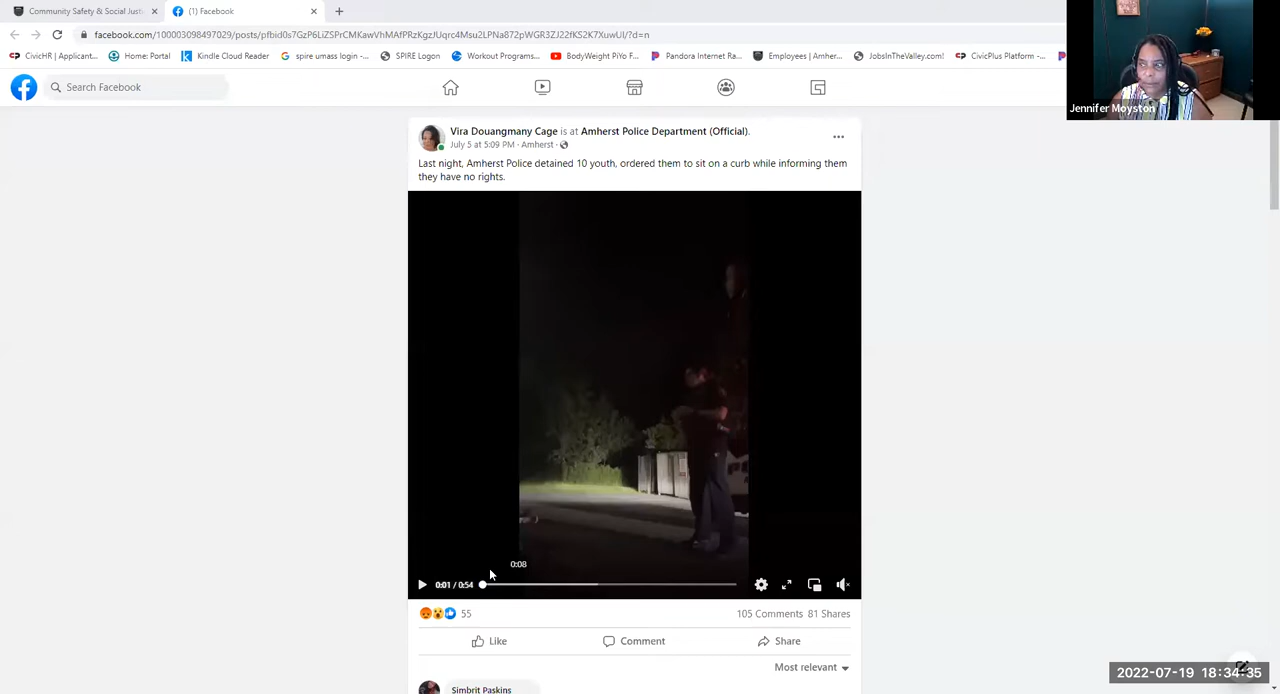 Community Safety & Social Just
(1) Facebook
facebook.com/100003098497029/posts/pfbid0s7GzP6LiZSPrCMKawVhMAfPRzKgzJUqrc4Msu2LPNa872pWGR3ZJ22fKS2K7XuwUl/?d=n
CivicHR | Applicant...
Home: Portal
Kindle Cloud Reader
spire umass login -...
SPIRE Logon
Workout Programs...
BodyWeight PiYo F...
Pandora Internet Ra...
Employees | Amher...
JobsInTheValley.com!
CivicPlus Platform -...
Search Facebook
Jennifer Moyston
Vira Douangmany Cage is at Amherst Police Department (Official).
July 5 at 5:09 PM · Amherst ·
Last night, Amherst Police detained 10 youth, ordered them to sit on a curb while informing them
they have no rights.
0:08
0:01 / 0:54
55
105 Comments 81 Shares
Like
Comment
Share
Most relevant
Simbrit Paskins
2022-07-19 18:34:35